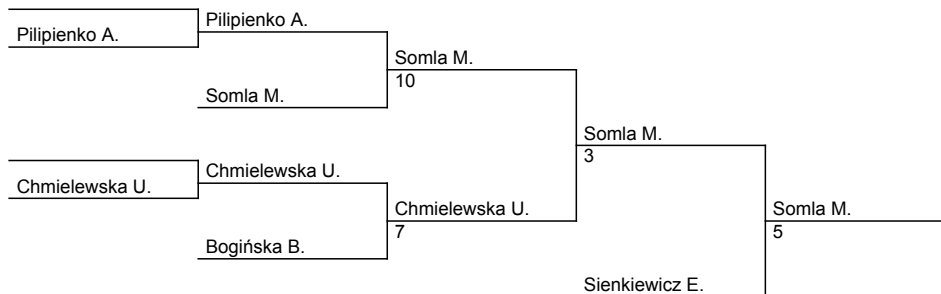 Pilipienko A.
Pilipienko A.
Somla M.
10
Somla M.
Somla M.
3
Chmielewska U.
Chmielewska U.
Chmielewska U.
7
Somla M.
5
Bogińska B.
Sienkiewicz E.